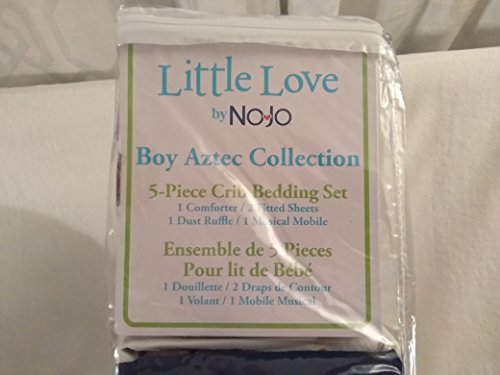 Little Love
by NoJo
Boy Aztec Collection
5-Piece Crib Bedding Set
1 Comforter / 2 Fitted Sheets
1 Dust Ruffle / 1 Musical Mobile
Ensemble de 5 Pieces
Pour lit de Bébé
1 Douillette / 2 Draps de Contour
1 Volant / 1 Mobile Musical